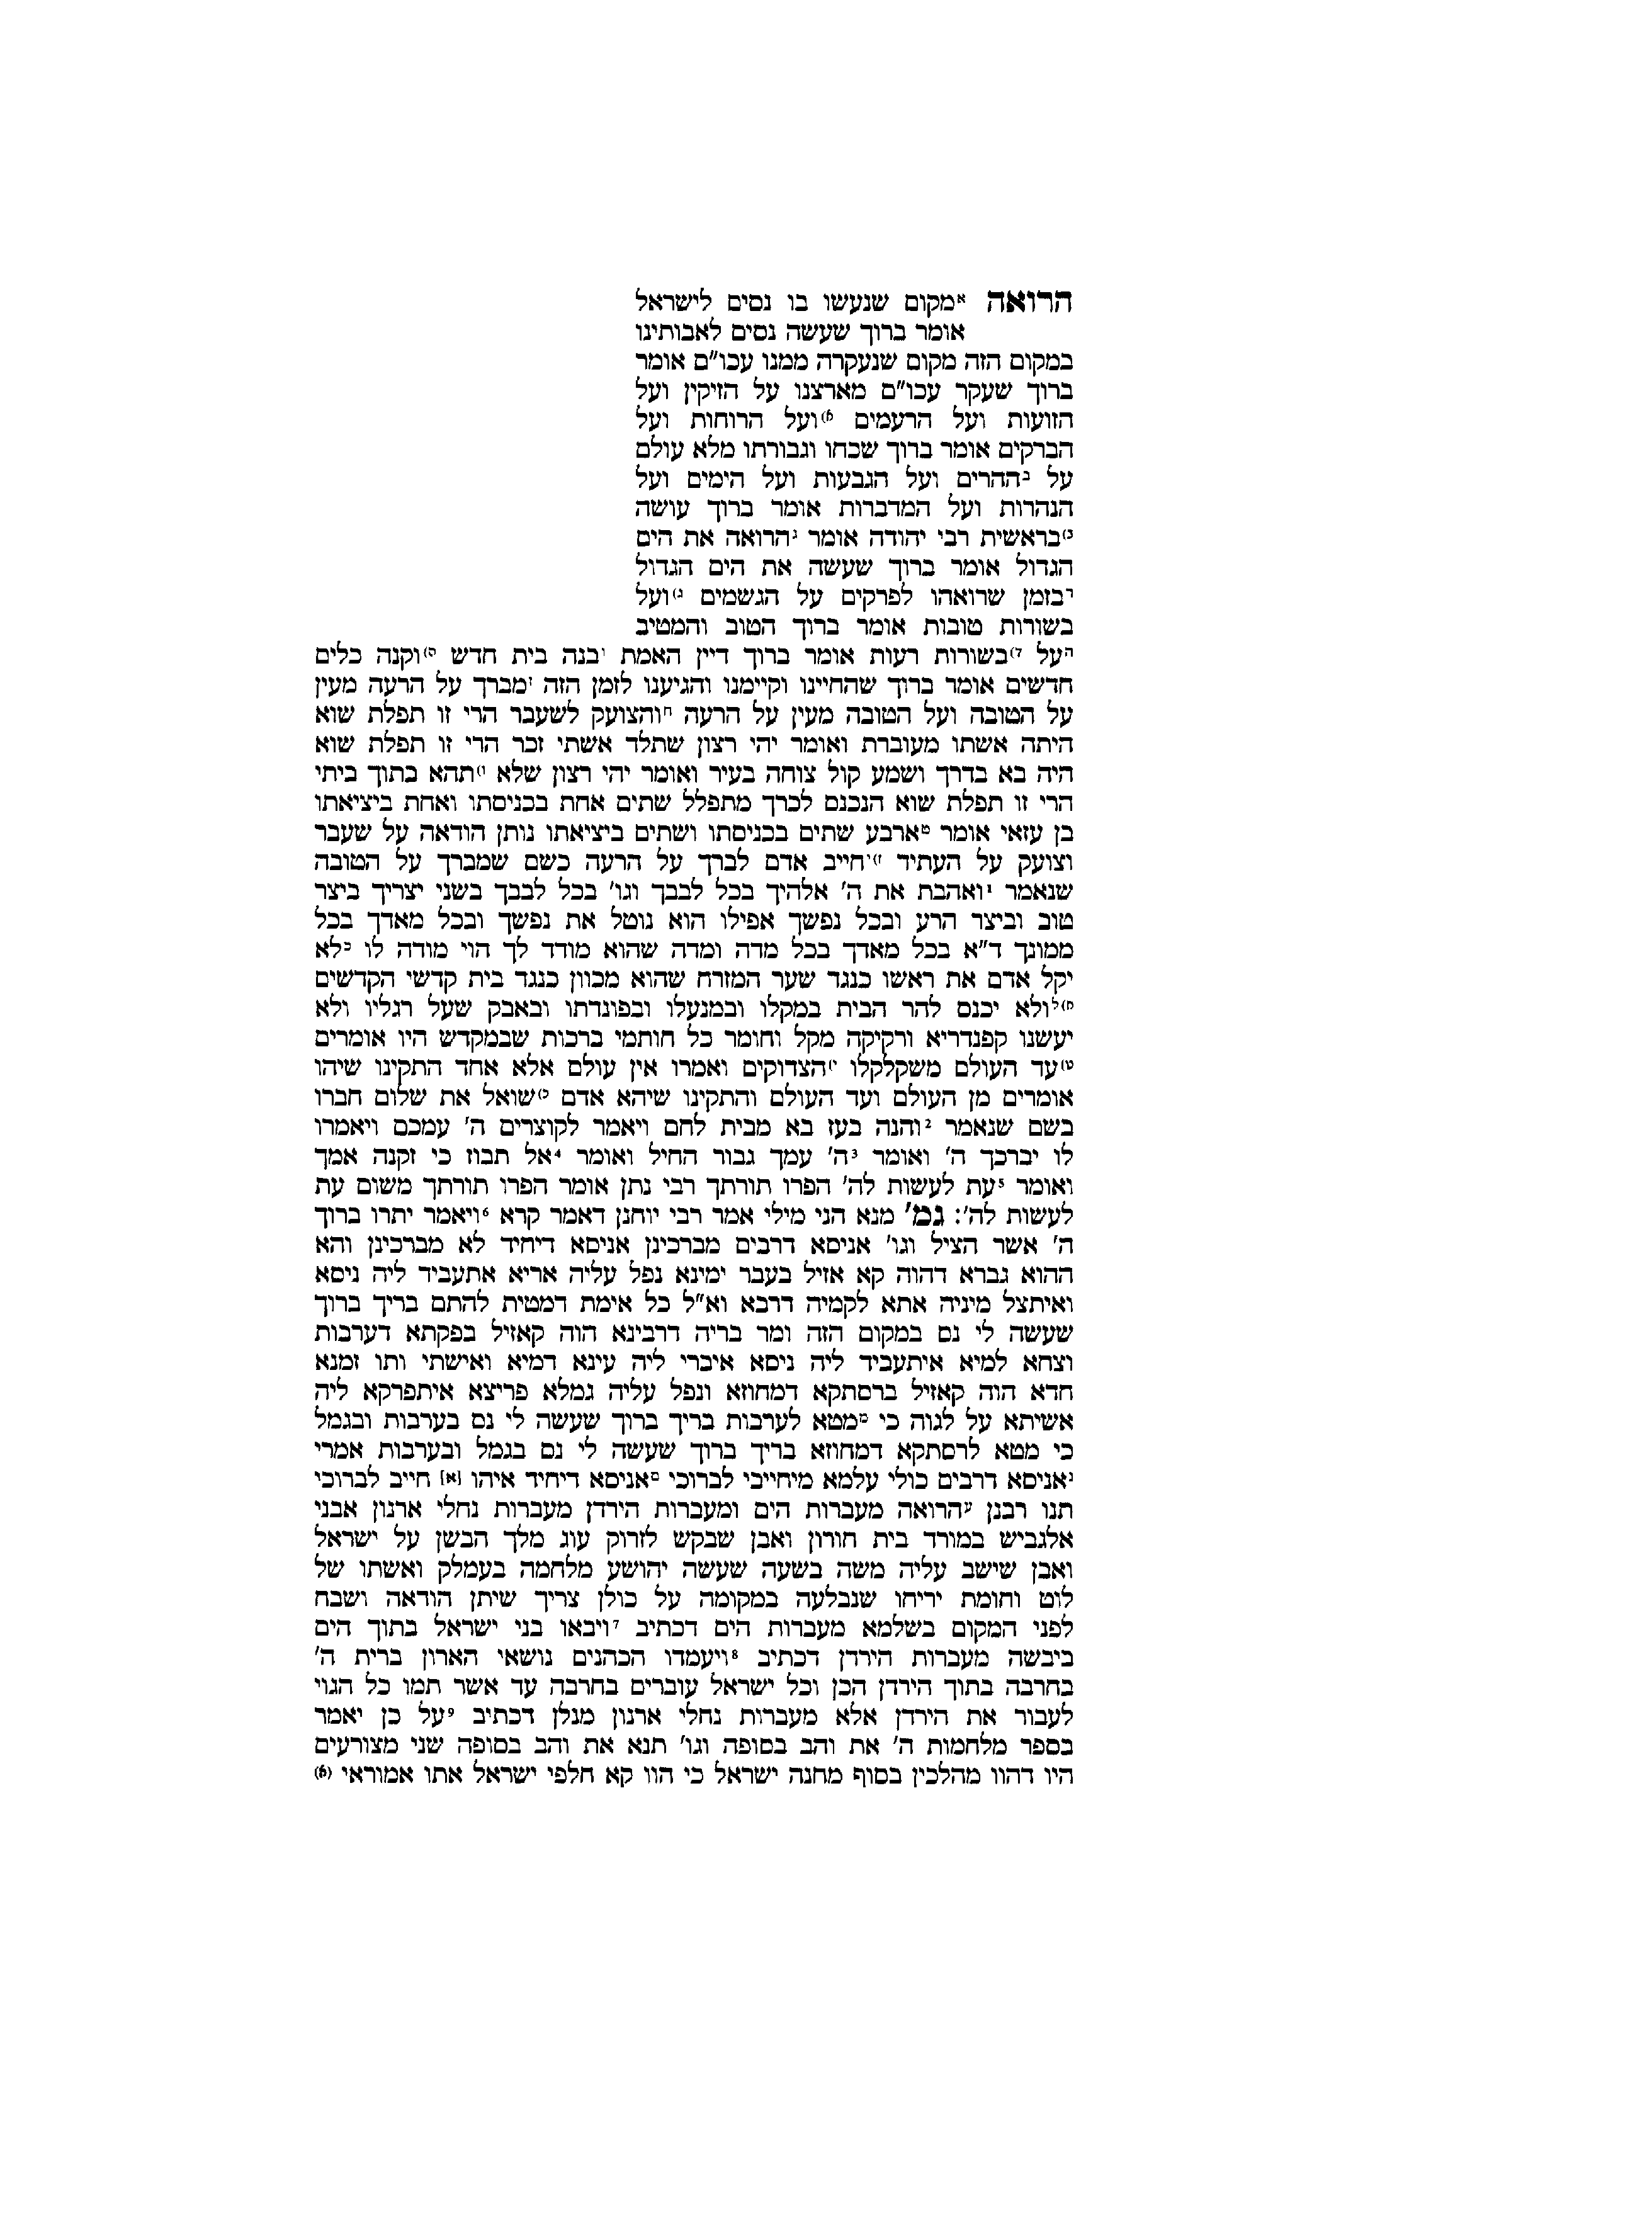 הרואה א מקום שנעשו בו נסים לישראל
אומר ברוך שעשה נסים לאבותינו
במקום הזה מקום שנעקרה ממנו עכו"ם אומר
ברוך שעקר עכו"ם מארצנו על הזיקין ועל
הזועות ועל הרעמים א) ועל הרוחות ועל
הברקים אומר ברוך שכחו וגבורתו מלא עולם
על ב ההרים ועל הגבעות ועל הימים ועל
הנהרות ועל המדברות אומר ברוך עושה
ב) בראשית רבי יהודה אומר ג הרואה את הים
הגדול אומר ברוך שעשה את הים הגדול
ד בזמן שרואהו לפרקים על הגשמים ג) ועל
בשורות טובות אומר ברוך הטוב והמטיב
ה על ד) בשורות רעות אומר ברוך דיין האמת ו בנה בית חדש ה) וקנה כלים
חדשים אומר ברוך שהחיינו וקיימנו והגיענו לזמן הזה ז מברך על הרעה מעין
על הטובה ועל הטובה מעין על הרעה ח והצועק לשעבר הרי זו תפלת שוא
היתה אשתו מעוברת ואומר יהי רצון שתלד אשתי זכר הרי זו תפלת שוא
היה בא בדרך ושמע קול צוחה בעיר ואומר יהי רצון שלא ו) תהא בתוך ביתי
הרי זו תפלת שוא הנכנס לכרך מתפלל שתים אחת בכניסתו ואחת ביציאתו
בן עזאי אומר ט ארבע שתים בכניסתו ושתים ביציאתו נותן הודאה על שעבר
וצועק על העתיד ז) י חייב אדם לברך על הרעה כשם שמברך על הטובה
שנאמר 1 ואהבת את ה' אלהיך בכל לבבך וגו' בכל לבבך בשני יצריך ביצר
טוב וביצר הרע ובכל נפשך אפילו הוא נוטל את נפשך ובכל מאדך בכל
ממונך ד"א בכל מאדך בכל מדה ומדה שהוא מודד לך הוי מודה לו כ לא
יקל אדם את ראשו כנגד שער המזרח שהוא מכוון כנגד בית קדשי הקדשים
ח) ל ולא יכנס להר הבית במקלו ובמנעלו ובפונדתו ובאבק שעל רגליו ולא
יעשנו קפנדריא ורקיקה מקל וחומר כל חותמי ברכות שבמקדש היו אומרים
ט) עד העולם משקלקלו י) הצדוקים ואמרו אין עולם אלא אחד התקינו שיהו
אומרים מן העולם ועד העולם והתקינו שיהא אדם כ) שואל את שלום חברו
בשם שנאמר 2 והנה בעז בא מבית לחם ויאמר לקוצרים ה' עמכם ויאמרו
לו יברכך ה' ואומר 3 ה' עמך גבור החיל ואומר 4 אל תבוז כי זקנה אמך
ואומר 5 עת לעשות לה' הפרו תורתך רבי נתן אומר הפרו תורתך משום עת
לעשות לה': גמ' מנא הני מילי אמר רבי יוחנן דאמר קרא 6 ויאמר יתרו ברוך
ה' אשר הציל וגו' אניסא דרבים מברכינן אניסא דיחיד לא מברכינן והא
ההוא גברא דהוה קא אזיל בעבר ימינא נפל עליה אריא אתעביד ליה ניסא
ואיתצל מיניה אתא לקמיה דרבא וא"ל כל אימת דמטית להתם בריך ברוך
שעשה לי נס במקום הזה ומר בריה דרבינא הוה קאזיל בפקתא דערבות
וצחא למיא איתעביד ליה ניסא איברי ליה עינא דמיא ואישתי ותו זמנא
חדא הוה קאזיל ברסתקא דמחוזא ונפל עליה גמלא פריצא איתפרקא ליה
אשיתא על לגוה כי מ מטא לערבות בריך ברוך שעשה לי נס בערבות ובגמל
כי מטא לרסתקא דמחוזא בריך ברוך שעשה לי נס בגמל ובערבות אמרי
נ אניסא דרבים כולי עלמא מיחייבי לברוכי ס אניסא דיחיד איהו [א] חייב לברוכי
תנו רבנן ע הרואה מעברות הים ומעברות הירדן מעברות נחלי ארנון אבני
אלגביש במורד בית חורון ואבן שבקש לזרוק עוג מלך הבשן על ישראל
ואבן שישב עליה משה בשעה שעשה יהושע מלחמה בעמלק ואשתו של
לוט וחומת יריחו שנבלעה במקומה על כולן צריך שיתן הודאה ושבח
לפני המקום בשלמא מעברות הים דכתיב 7 ויבאו בני ישראל בתוך הים
ביבשה מעברות הירדן דכתיב 8 ויעמדו הכהנים נושאי הארון ברית ה'
בחרבה בתוך הירדן הכן וכל ישראל עוברים בחרבה עד אשר תמו כל הגוי
לעבור את הירדן אלא מעברות נחלי ארנון מנלן דכתיב 9 על כן יאמר
בספר מלחמות ה' את והב בסופה וגו' תנא את והב בסופה שני מצורעים
היו דהוו מהלכין בסוף מחנה ישראל כי הוו קא חלפי ישראל אתו אמוראי (א)